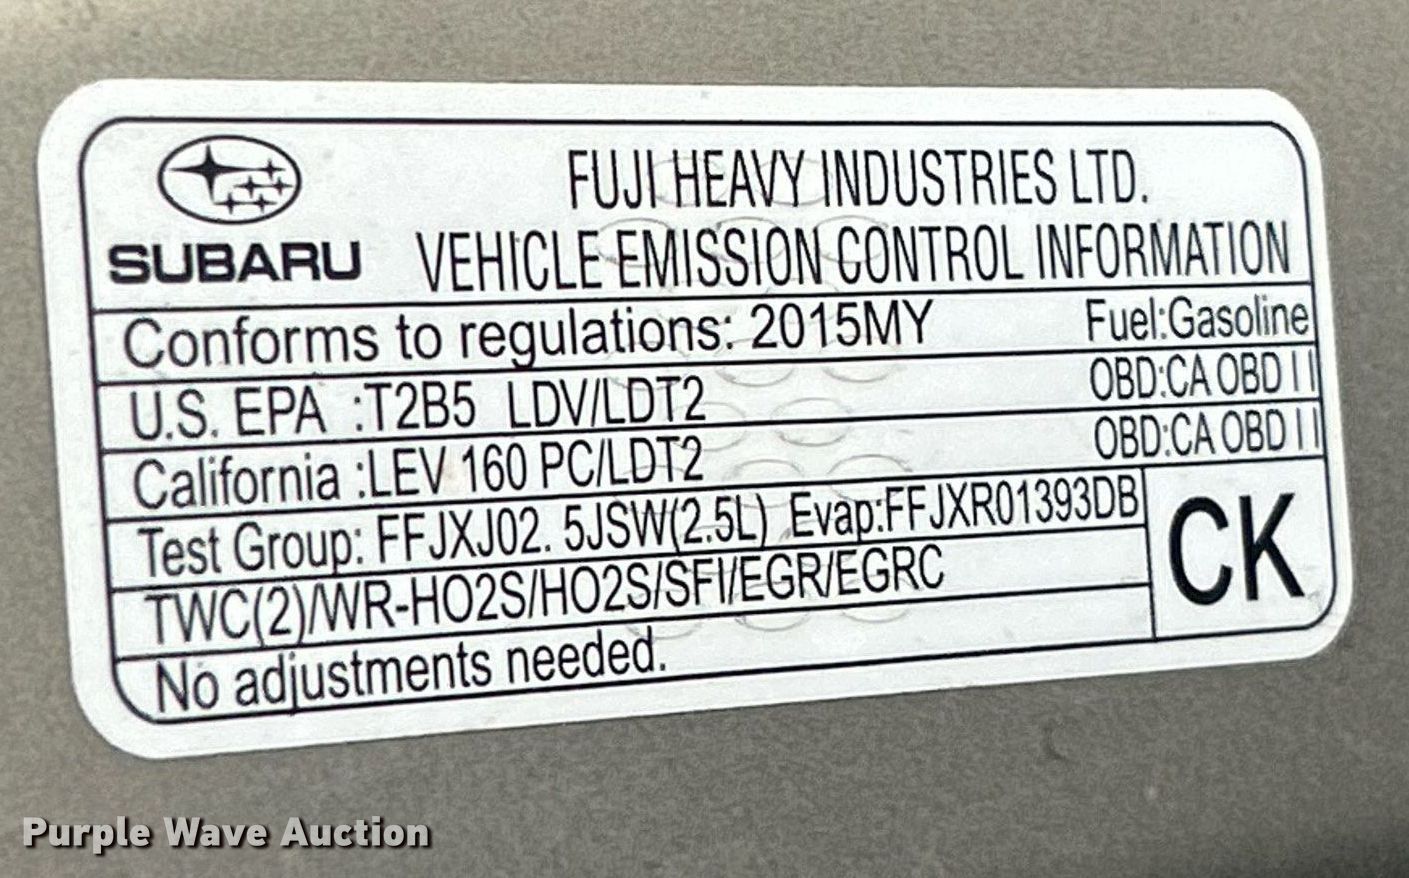 FUJI HEAVY INDUSTRIES LTD.
SUBARU VEHICLE EMISSION CONTROL INFORMATION
Conforms to regulations: 2015MY Fuel:Gasoline
U.S. EPA :T2B5 LDV/LDT2 OBD:CA OBD II
California :LEV 160 PC/LDT2 OBD:CA OBD II
Test Group: FFJXJ02. 5JSW(2.5L) Evap:FFJXR01393DB
TWC(2)/WR-HO2S/HO2S/SFI/EGR/EGRC
CK
No adjustments needed.
Purple Wave Auction